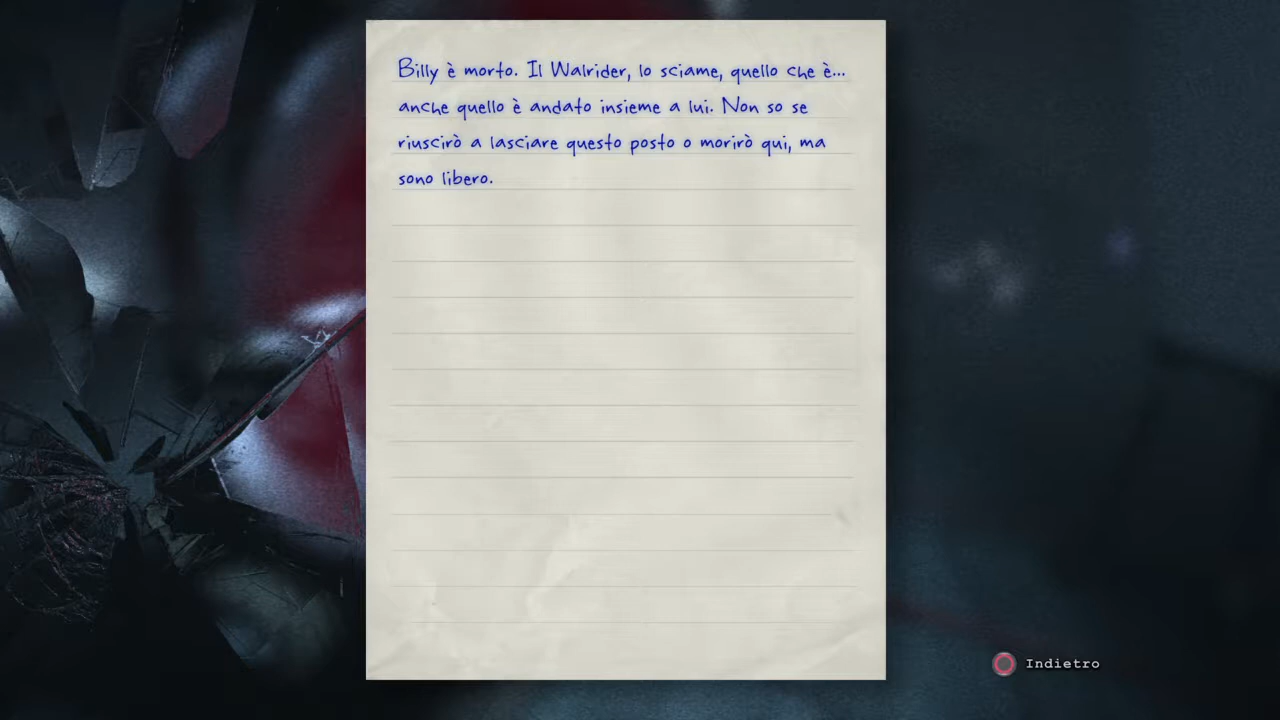 Billy è morto. Il Walrider, lo sciame, quello che è...
anche quello è andato insieme a lui. Non so se
riuscirò a lasciare questo posto o morirò qui, ma
sono libero.
Indietro